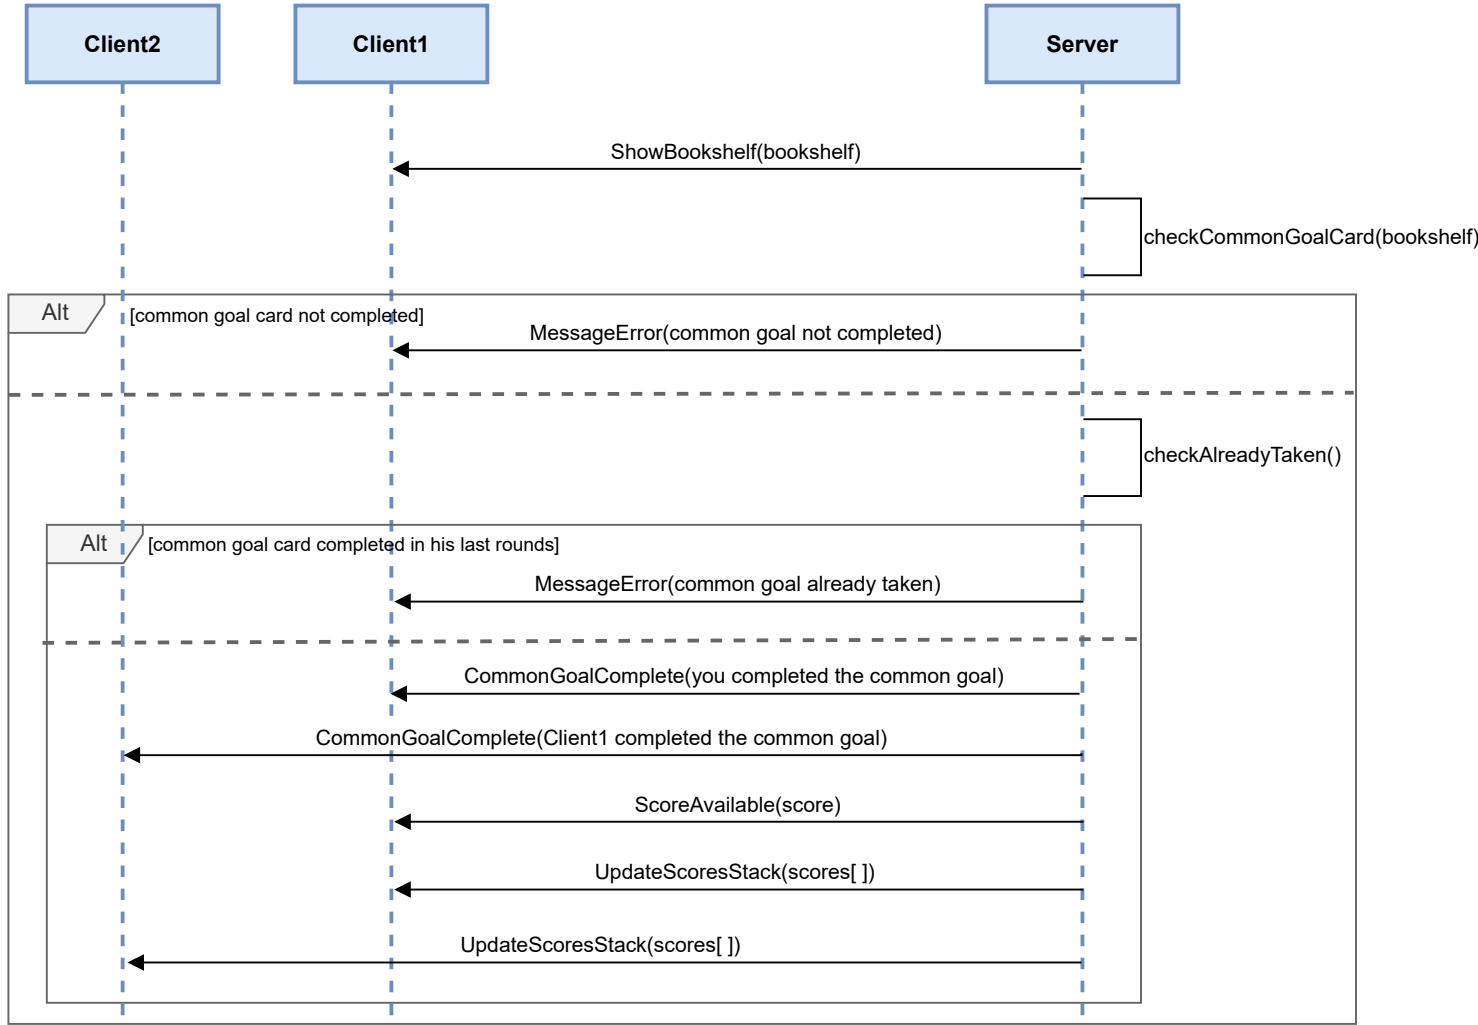 Client2
Client1
Server
ShowBookshelf(bookshelf)
checkCommonGoalCard(bookshelf)
Alt
[common goal card not completed]
MessageError(common goal not completed)
checkAlreadyTaken()
Alt
[common goal card completed in his last rounds]
MessageError(common goal already taken)
CommonGoalComplete(you completed the common goal)
CommonGoalComplete(Client1 completed the common goal)
ScoreAvailable(score)
UpdateScoresStack(scores[ ])
UpdateScoresStack(scores[ ])